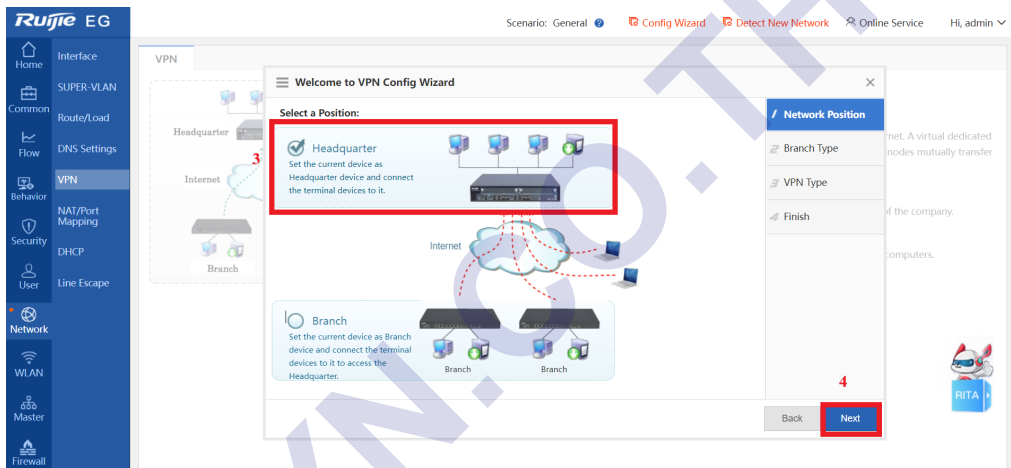 Ruijie EG
Scenario: General ?
Config Wizard
Detect New Network
Online Service
Hi, admin
Home
Common
Flow
Behavior
Security
User
Network
WLAN
Master
Firewall
Interface
SUPER-VLAN
Route/Load
DNS Settings
VPN
NAT/Port
Mapping
DHCP
Line Escape
VPN
Headquarter
Internet
Branch
3
Welcome to VPN Config Wizard
Select a Position:
Headquarter
Set the current device as
Headquarter device and connect
the terminal devices to it.
Internet
Branch
Set the current device as Branch
device and connect the terminal
devices to it to access the
Headquarter.
Branch
Branch
1 Network Position
2 Branch Type
3 VPN Type
4 Finish
4
Back
Next
rnet. A virtual dedicated
nodes mutually transfer
of the company.
computers.
RITA